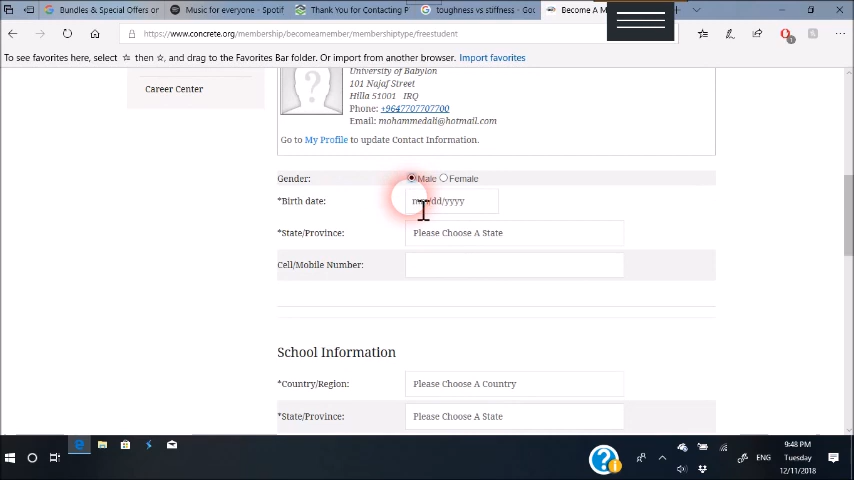 Bundles & Special Offers or
Music for everyone - Spotif
Thank You for Contacting P
toughness vs stiffness - Goo
Become A M
https://www.concrete.org/membership/becomeamember/membershiptype/freestudent
To see favorites here, select ☆ then ☆, and drag to the Favorites Bar folder. Or import from another browser. Import favorites
Career Center
University of Babylon
101 Najaf Street
Hilla 51001 IRQ
Phone: +9647707707700
Email: mohammedali@hotmail.com
Go to My Profile to update Contact Information.
Gender: Male Female
*Birth date: mm/dd/yyyy
*State/Province: Please Choose A State
Cell/Mobile Number:
School Information
*Country/Region: Please Choose A Country
*State/Province: Please Choose A State
ENG
9:48 PM
Tuesday
12/11/2018